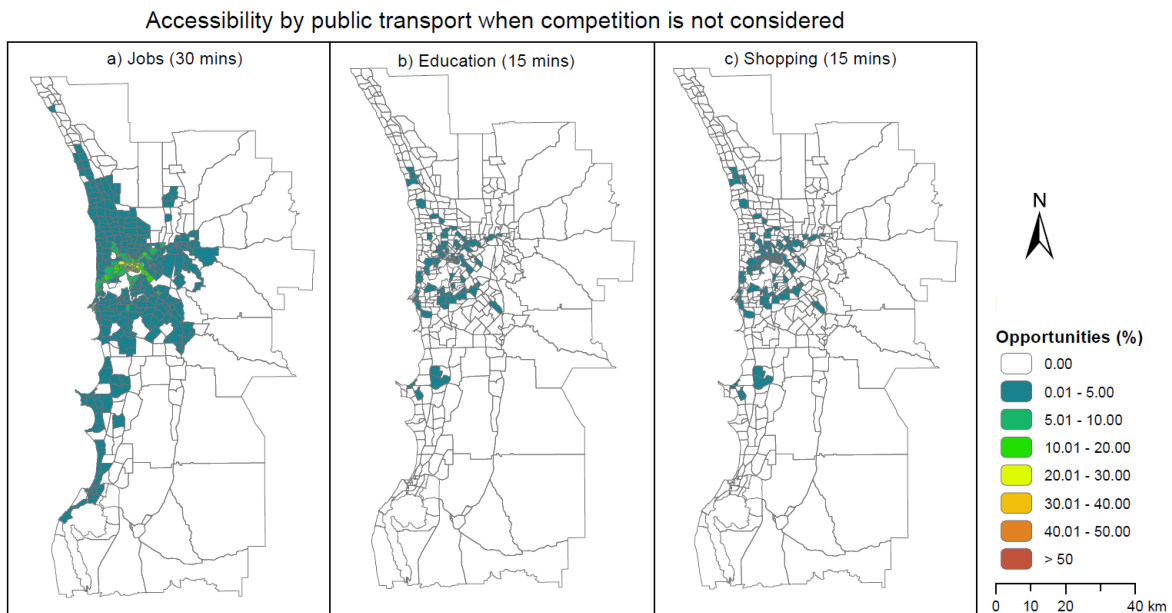 Accessibility by public transport when competition is not considered
a) Jobs (30 mins)
b) Education (15 mins)
c) Shopping (15 mins)
N
Opportunities (%)
0.00
0.01 - 5.00
5.01 - 10.00
10.01 - 20.00
20.01 - 30.00
30.01 - 40.00
40.01 - 50.00
> 50
0 10 20 40 km